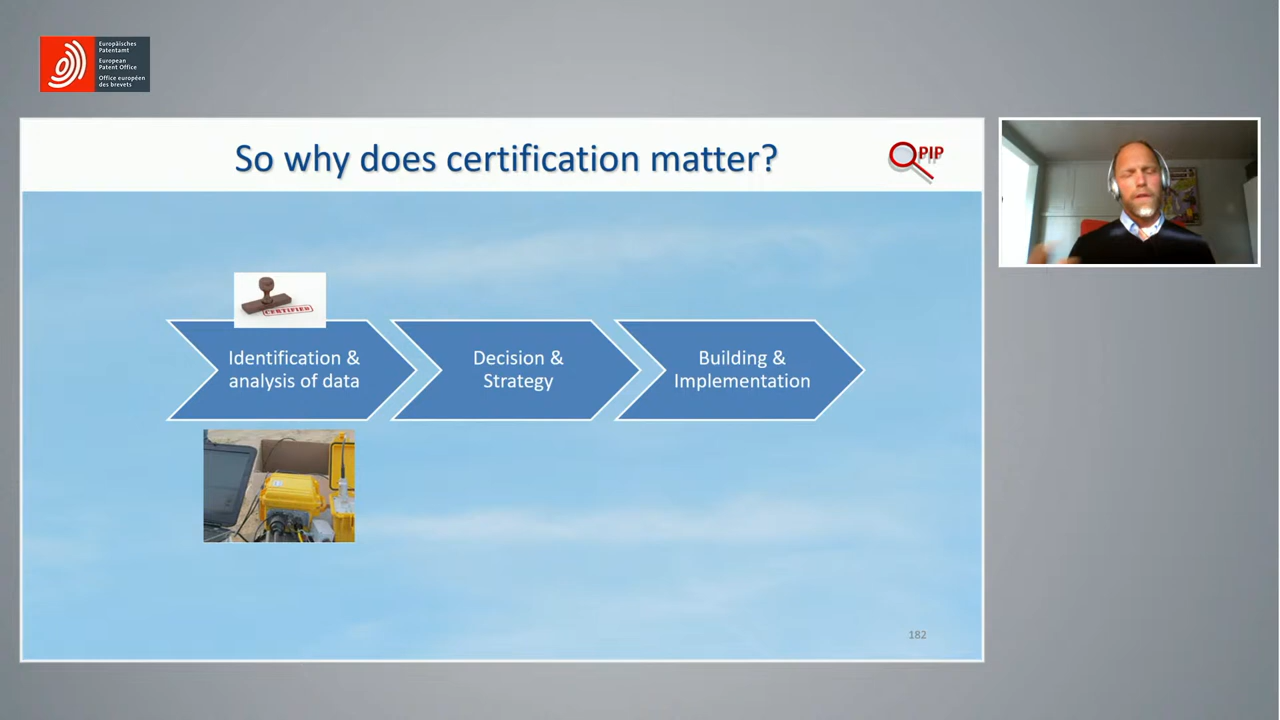 Europäisches
Patentamt
European
Patent Office
Office européen
des brevets
So why does certification matter?
PIP
CERTIFIED
Identification &
analysis of data
Decision &
Strategy
Building &
Implementation
182